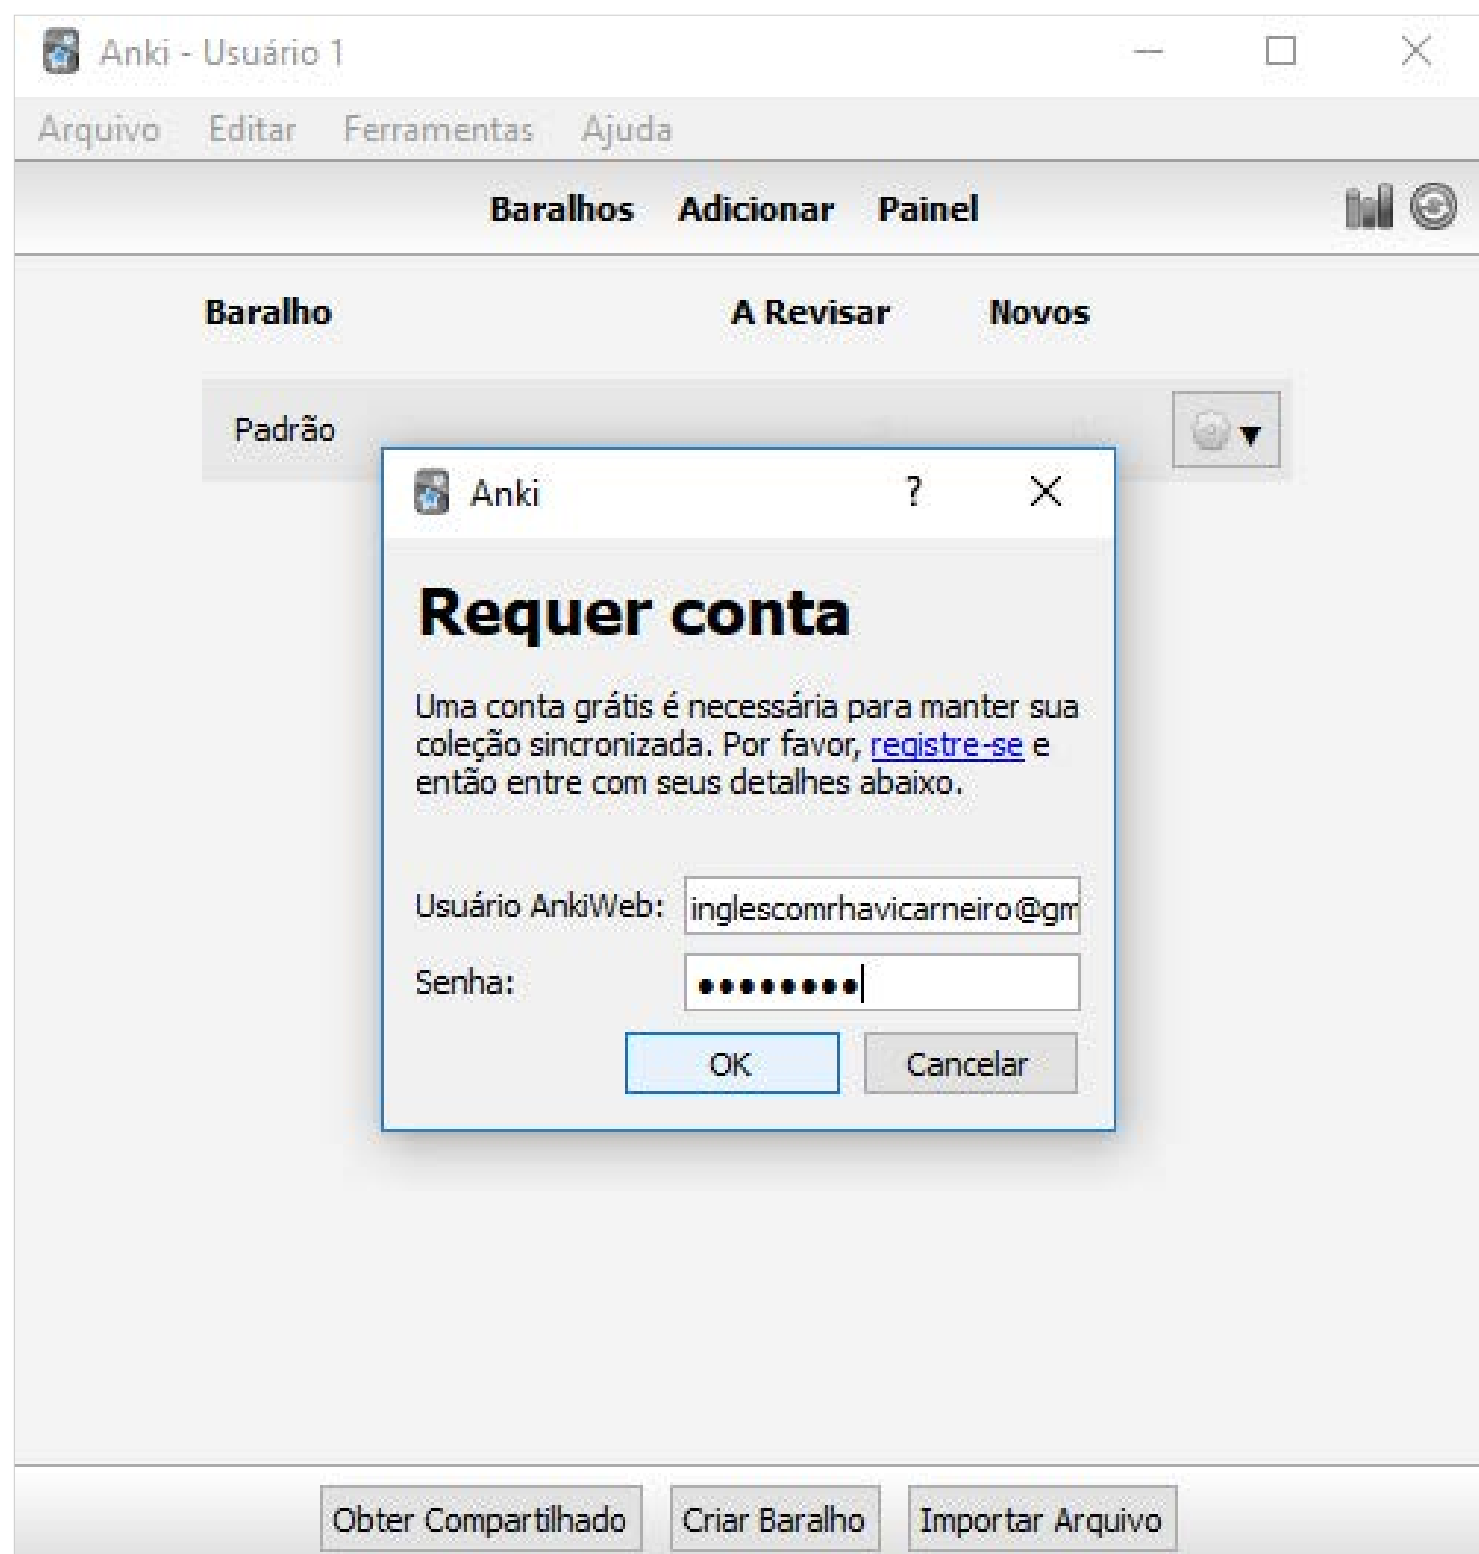 Anki - Usuário 1
Arquivo Editar Ferramentas Ajuda
Baralhos Adicionar Painel
Baralho A Revisar Novos
Padrão
Anki ?
Requer conta
Uma conta grátis é necessária para manter sua
coleção sincronizada. Por favor, registre-se e
então entre com seus detalhes abaixo.
Usuário AnkiWeb: inglescomrhavicarneiro@gm
Senha: ••••••••
OK Cancelar
Obter Compartilhado Criar Baralho Importar Arquivo